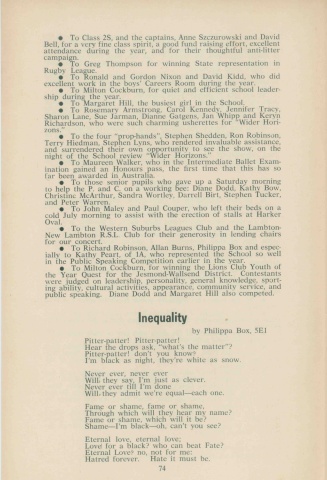 ● To Class 2S, and the captains, Anne Szczurowski and David
Bell, for a very fine class spirit, a good fund raising effort, excellent
attendance during the year, and for their thoughtful anti-litter
campaign.
● To Greg Thompson for winning State representation in
Rugby League.
● To Ronald and Gordon Nixon and David Kidd, who did
excellent work in the boys' Careers Room during the year.
● To Milton Cockburn, for quiet and efficient school leader-
ship during the year.
● To Margaret Hill, the busiest girl in the School.
● To Rosemary Armstrong, Carol Kennedy, Jennifer Tracy,
Sharon Lane, Sue Jarman, Dianne Gatgens, Jan Whipp and Keryn
Richardson, who were such charming usherettes for "Wider Hori-
zons."
● To the four "prop-hands", Stephen Shedden, Ron Robinson,
Terry Hiedman, Stephen Lyns, who rendered invaluable assistance,
and surrendered their own opportunity to see the show, on the
night of the School review "Wider Horizons."
● To Maureen Walker, who in the Intermediate Ballet Exam-
ination gained an Honours pass, the first time that this has so
far been awarded in Australia.
● To those senior pupils who gave up a Saturday morning
to help the P. and C. on a working bee: Diane Dodd, Kathy Bow,
Christine McArthur, Sandra Wortley, Darrell Birt, Stephen Tucker,
and Peter Warren.
● To John Maley and Paul Couper, who left their beds on a
cold July morning to assist with the erection of stalls at Harker
Oval.
● To the Western Suburbs Leagues Club and the Lambton-
New Lambton R.S.L. Club for their generosity in lending chairs
for our concert.
● To Richard Robinson, Allan Burns, Philippa Box and espec-
ially to Kathy Peart, of 1A, who represented the School so well
in the Public Speaking Competition earlier in the year.
● To Milton Cockburn, for winning the Lions Club Youth of
the Year Quest for the Jesmond-Wallsend District. Contestants
were judged on leadership, personality, general knowledge, sport-
ing ability, cultural activities, appearance, community service, and
public speaking. Diane Dodd and Margaret Hill also competed.
Inequality
by Philippa Box, 5E1
Pitter-patter! Pitter-patter!
Hear the drops ask, "what's the matter"?
Pitter-patter! don't you know?
I'm black as night, they're white as snow.
Never ever, never ever
Will they say, I'm just as clever.
Never ever till I'm done
Will they admit we're equal—each one.
Fame or shame, fame or shame,
Through which will they hear my name?
Fame or shame, which will it be?
Shame—I'm black—oh, can't you see?
Eternal love, eternal love;
Love for a black? who can beat Fate?
Eternal Love? no, not for me:
Hatred forever. Hate it must be.
74